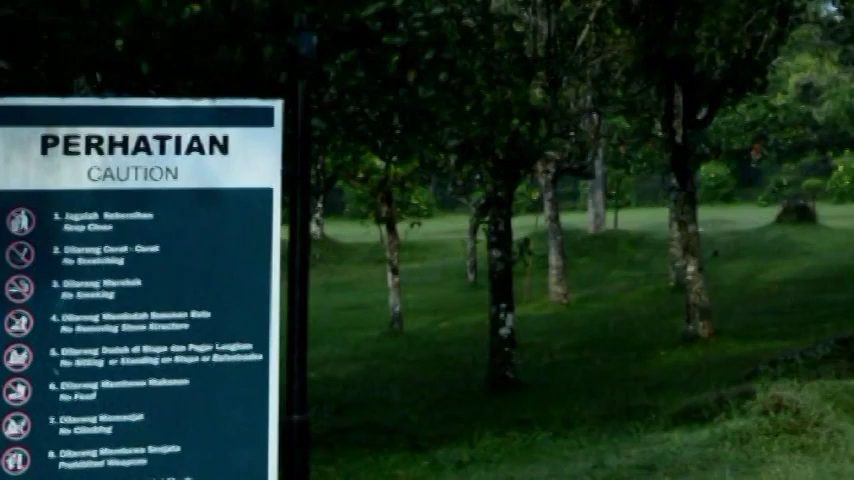 PERHATIAN
CAUTION
1. Jagalah Kebersihan
Keep Clean
2. Dilarang Corat - Coret
No Scratching
3. Dilarang Merokok
No Smoking
4. Dilarang Memindah Susunan Batu
No Removing Stone Structure
5. Dilarang Duduk di Stupa dan Pagar Langkan
No Sitting or Standing on Stupa or Balustrades
6. Dilarang Membawa Makanan
No Food
7. Dilarang Memanjat
No Climbing
8. Dilarang Membawa Senjata
Prohibited Weapons